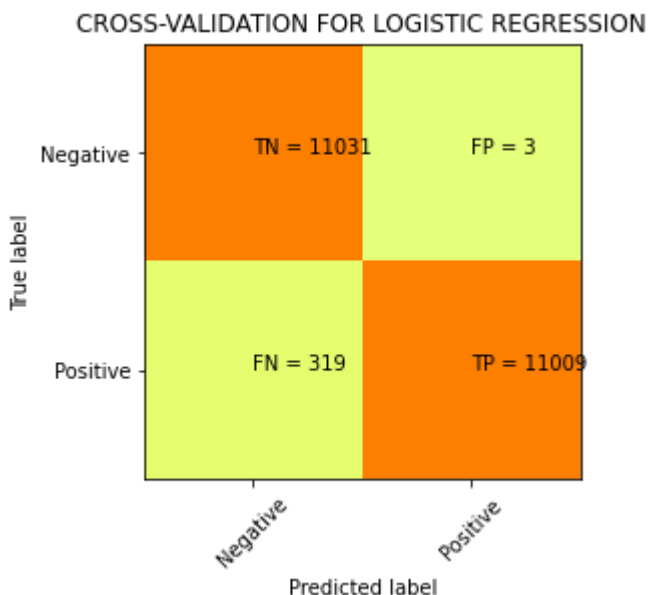 CROSS-VALIDATION FOR LOGISTIC REGRESSION
Negative
TN = 11031
FP = 3
True label
Positive
FN = 319
TP = 11009
Negative
Positive
Predicted label